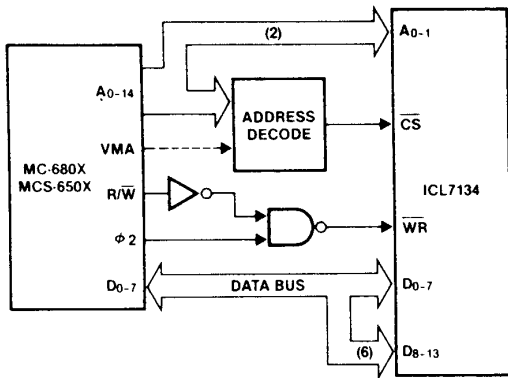 (2)
A0-1
A0-14
ADDRESS
DECODE
CS
VMA
MC-680X
MCS-650X
R/W
ICL7134
WR
ϕ2
D0-7
DATA BUS
D0-7
(6)
D8-13